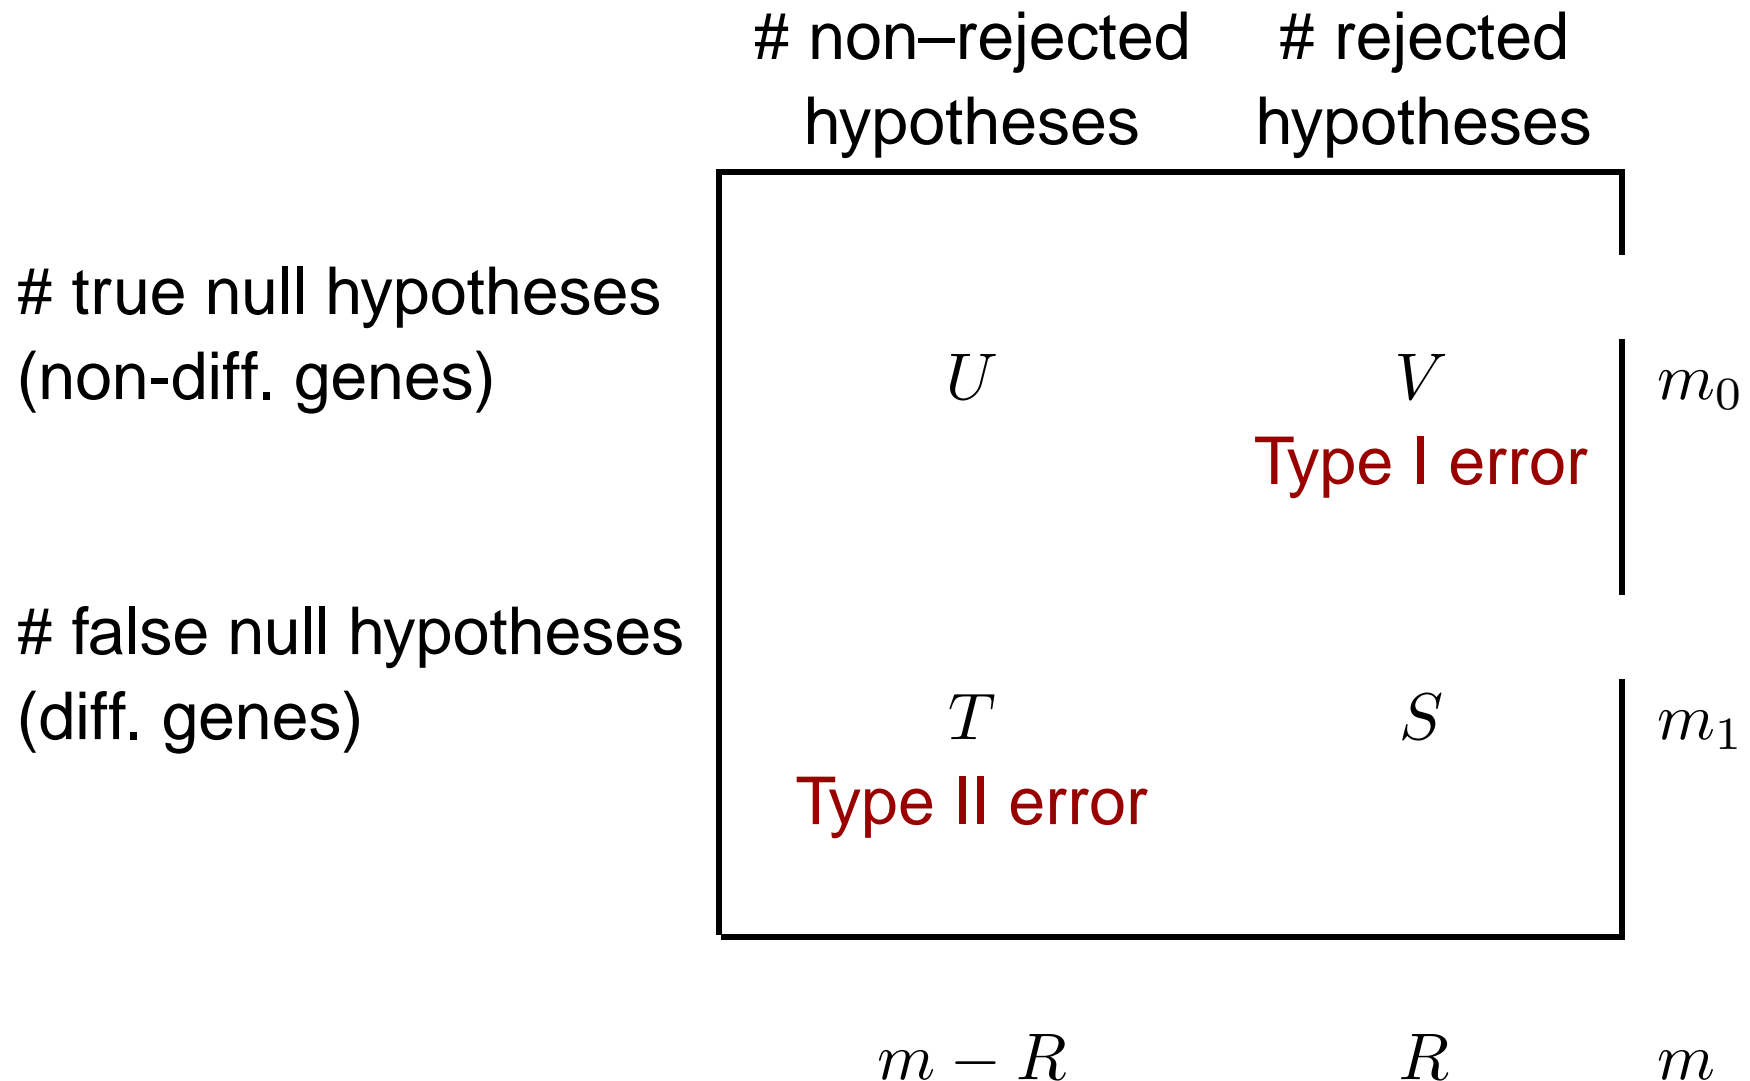 # non–rejected # rejected
hypotheses hypotheses
# true null hypotheses
(non-diff. genes) U V m₀
Type I error
# false null hypotheses
(diff. genes) T S m₁
Type II error
m − R R m